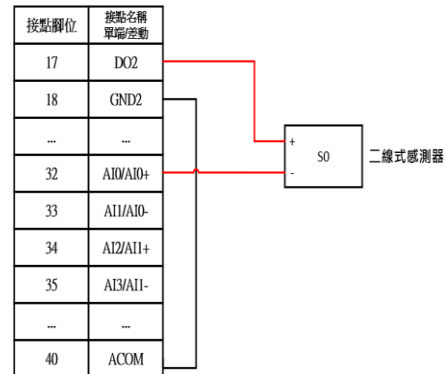 接點腳位 接點名稱
單端/差動
17 DO2
18 GND2
... ...
32 AI0/AI0+
33 AI1/AI0-
34 AI2/AI1+
35 AI3/AI1-
... ...
40 ACOM
+
S0 二線式感測器
-